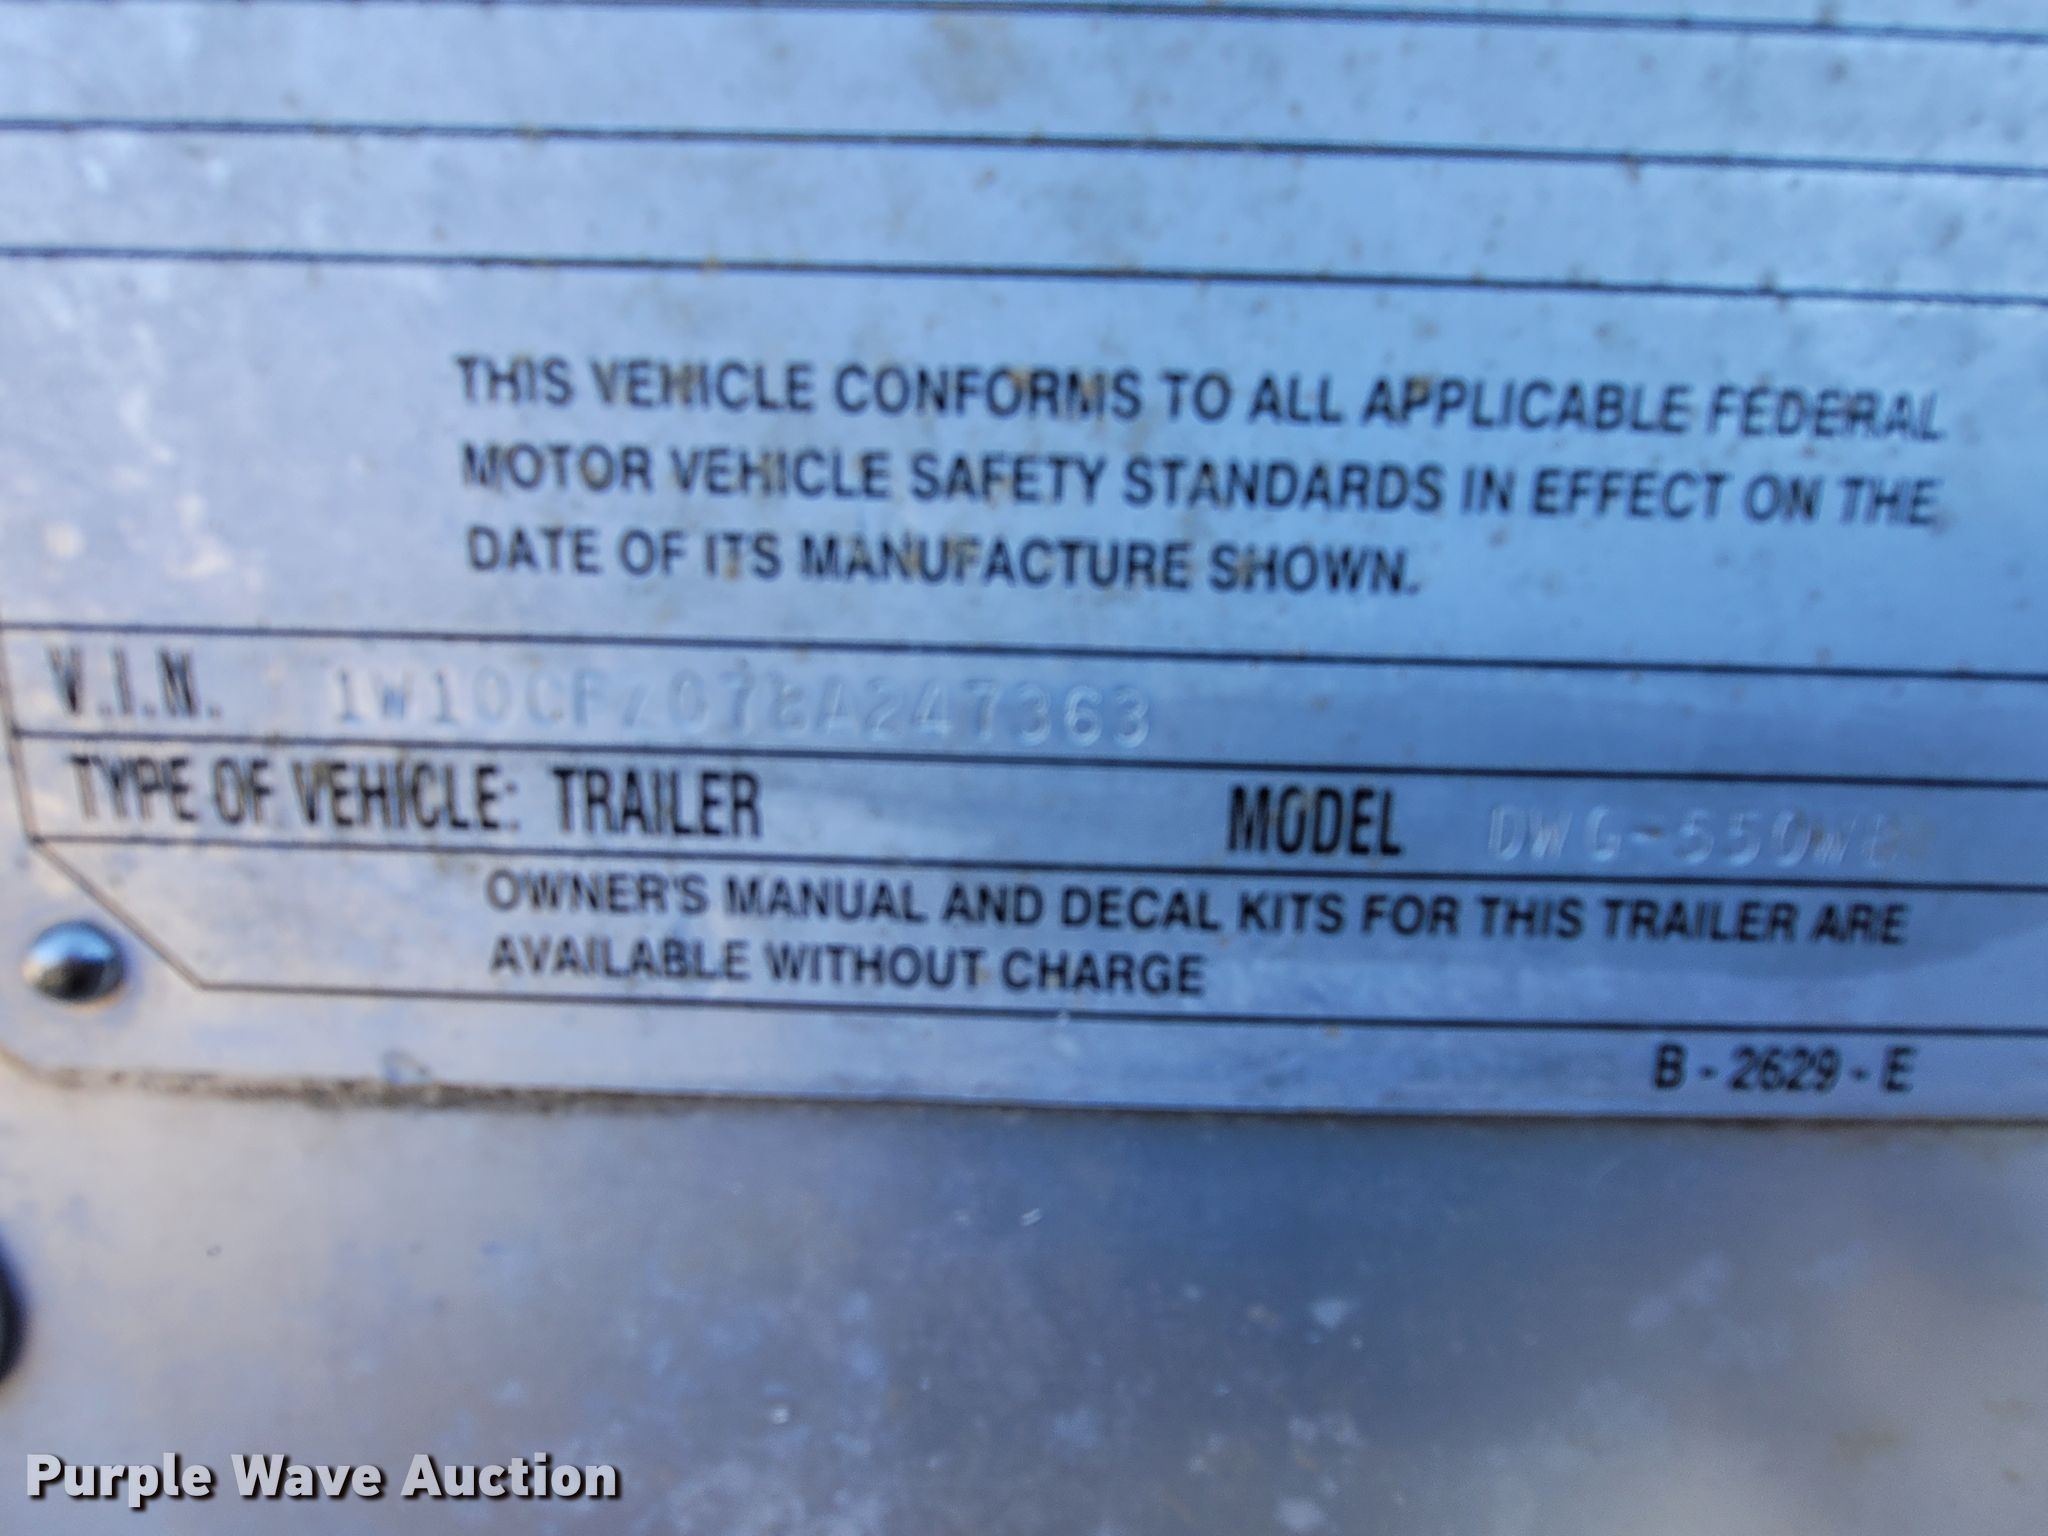 THIS VEHICLE CONFORMS TO ALL APPLICABLE FEDERAL
MOTOR VEHICLE SAFETY STANDARDS IN EFFECT ON THE
DATE OF ITS MANUFACTURE SHOWN.
V.I.N.
TYPE OF VEHICLE: TRAILER MODEL
OWNER'S MANUAL AND DECAL KITS FOR THIS TRAILER ARE
AVAILABLE WITHOUT CHARGE
B - 2629 - E
Purple Wave Auction